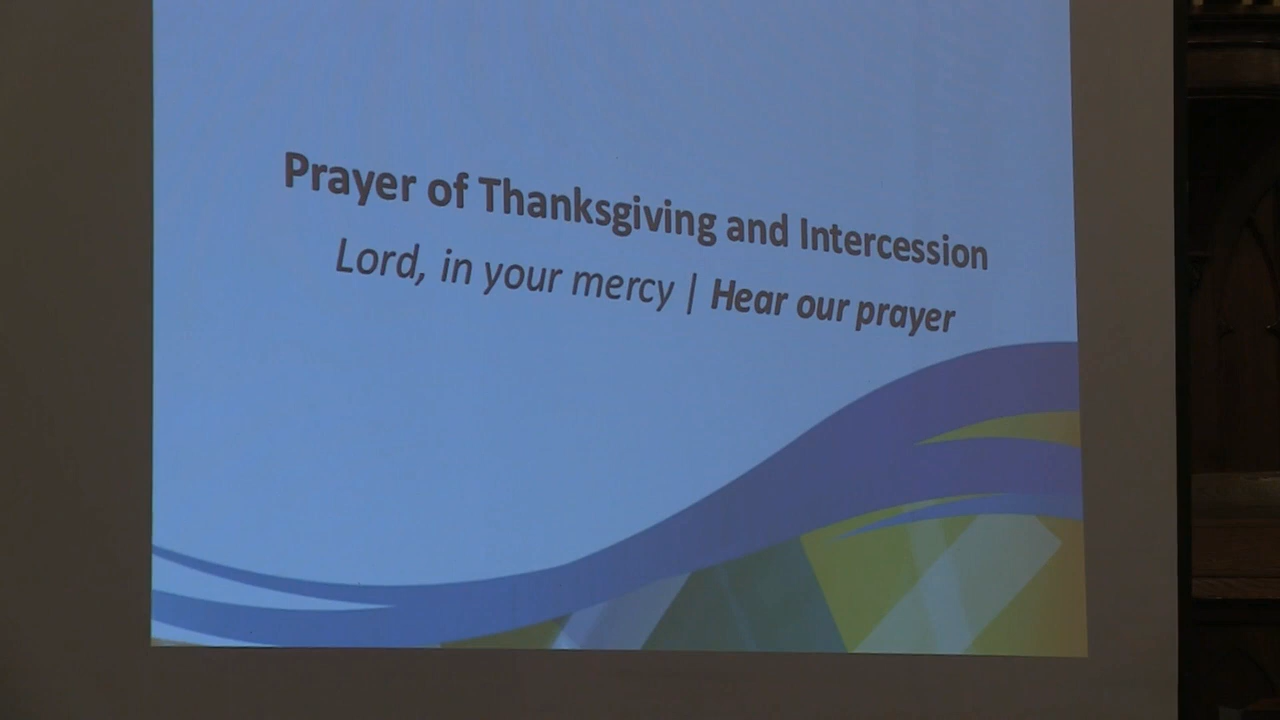 Prayer of Thanksgiving and Intercession
Lord, in your mercy | Hear our prayer